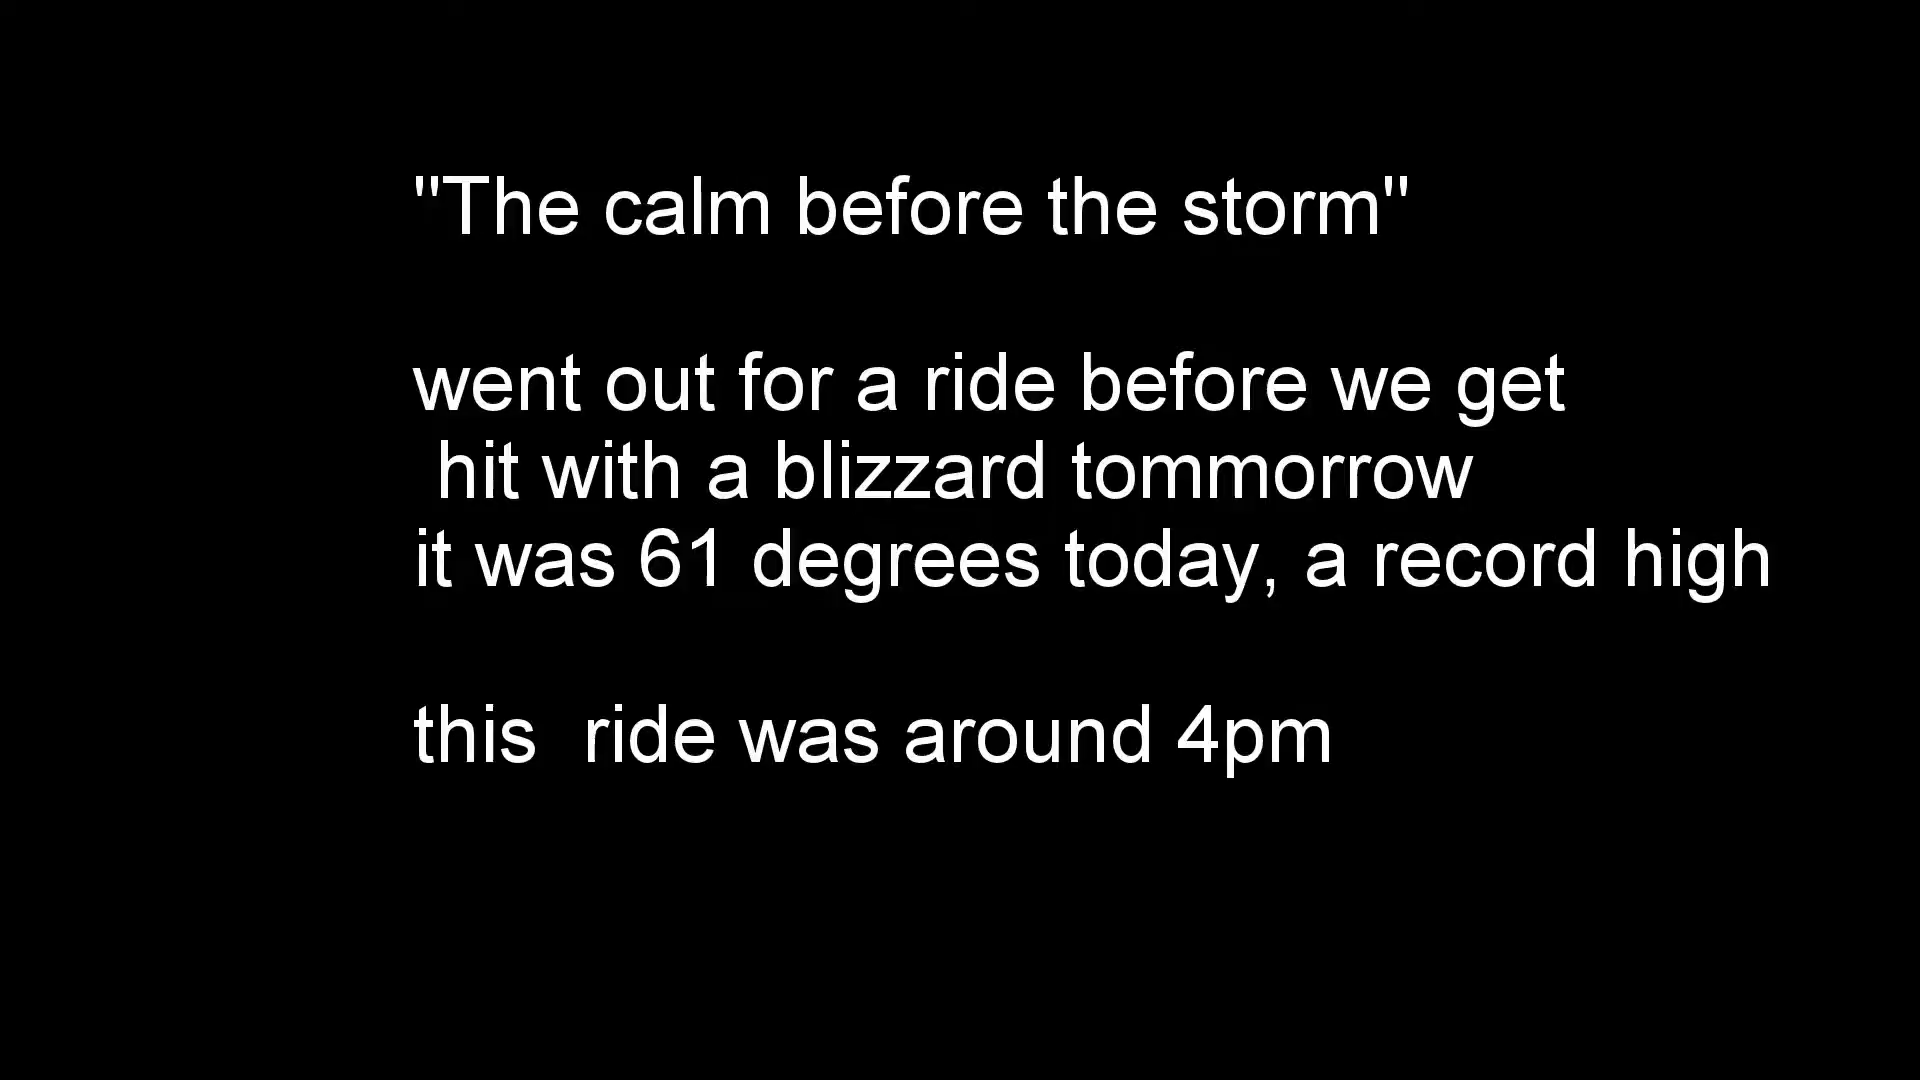 "The calm before the storm"
went out for a ride before we get
hit with a blizzard tommorrow
it was 61 degrees today, a record high
this  ride was around 4pm